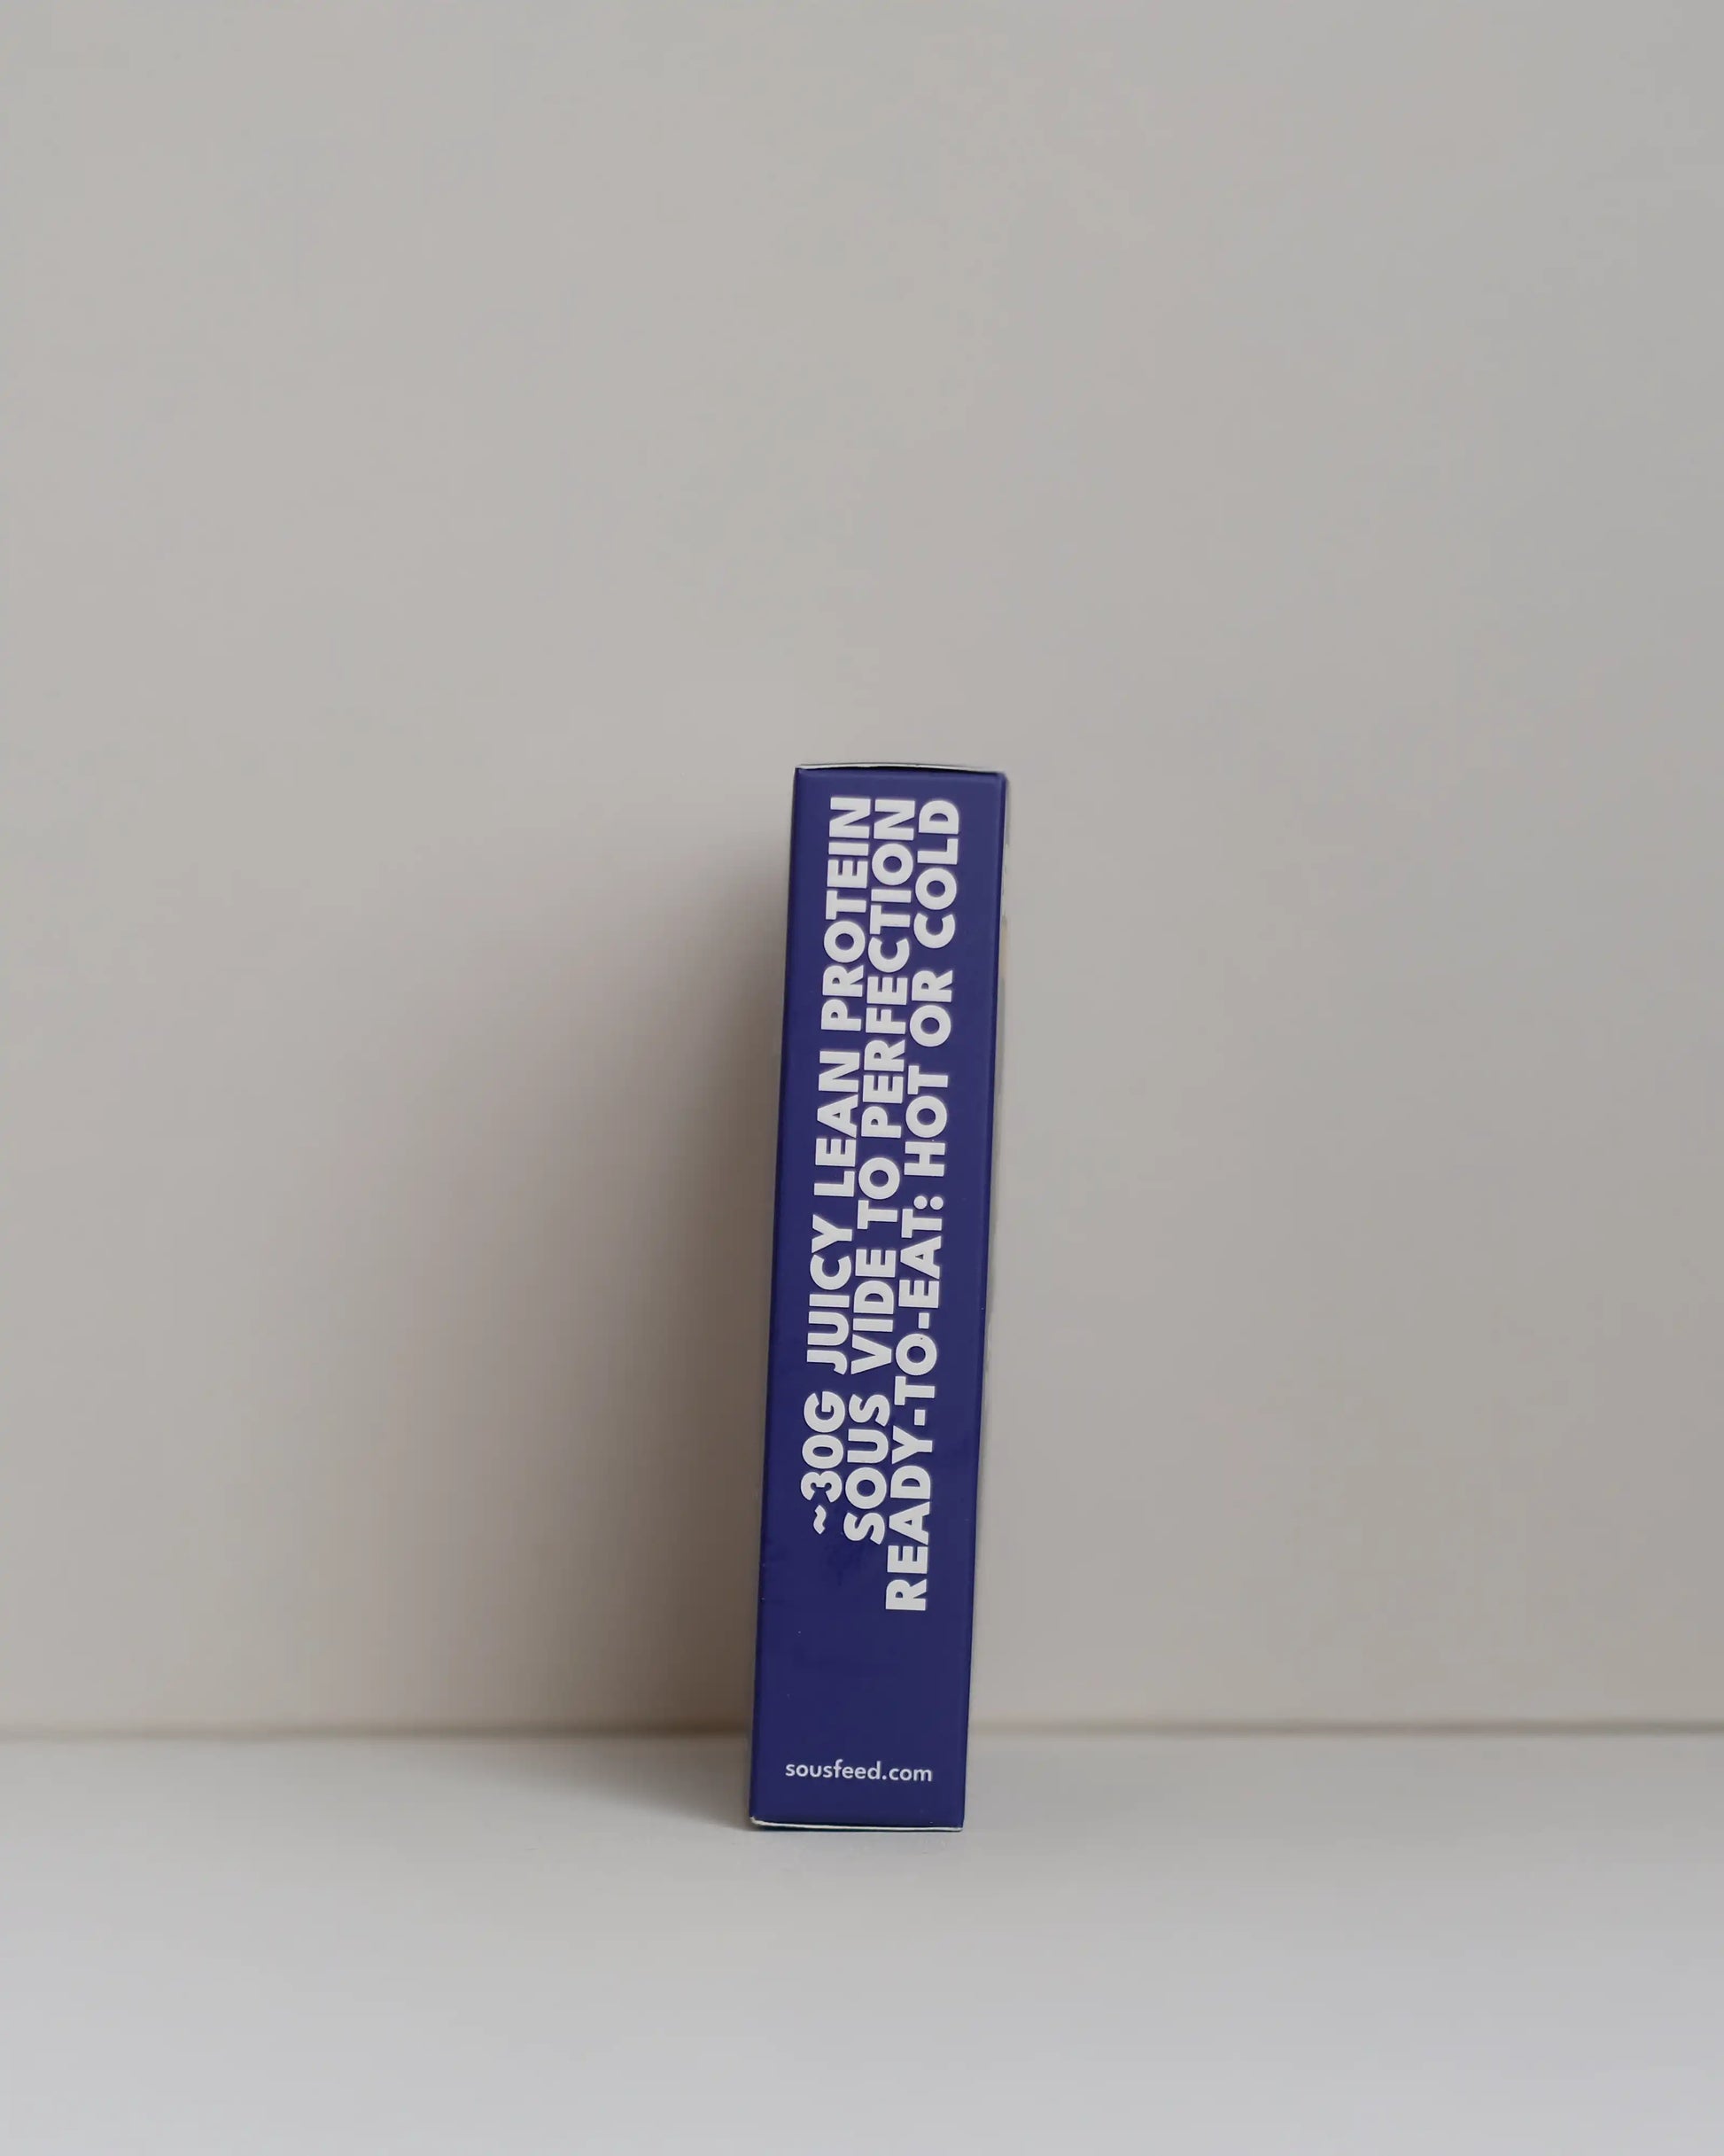 ~30G JUICY LEAN PROTEIN
SOUS VIDE TO PERFECTION
READY-TO-EAT: HOT OR COLD
sousfeed.com